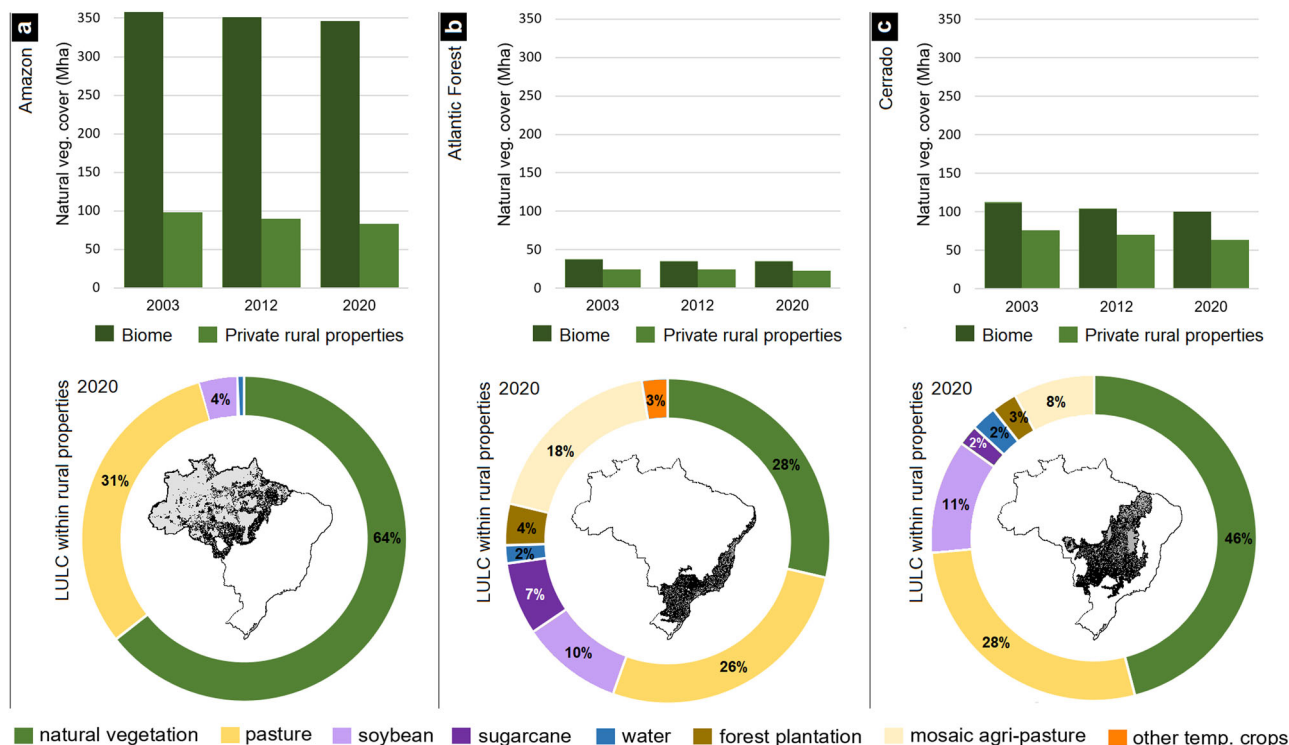 a
Amazon
Natural veg. cover (Mha)
350
300
250
200
150
100
50
0
2003 2012 2020
Biome Private rural properties
LULC within rural properties
2020
4%
31%
64%
b
Atlantic Forest
Natural veg. cover (Mha)
350
300
250
200
150
100
50
0
2003 2012 2020
Biome Private rural properties
LULC within rural properties
2020
3%
18%
28%
4%
2%
7%
10%
26%
c
Cerrado
Natural veg. cover (Mha)
350
300
250
200
150
100
50
0
2003 2012 2020
Biome Private rural properties
LULC within rural properties
2020
8%
3%
2%
2%
11%
46%
28%
natural vegetation pasture soybean sugarcane water forest plantation mosaic agri-pasture other temp. crops